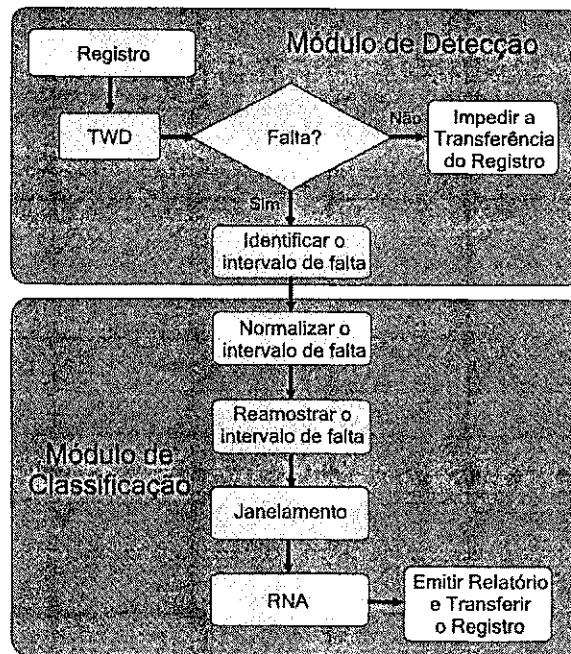 Módulo de Detecção
Registro
TWD
Falta?
Não
Impedir a
Transferência
do Registro
Sim
Identificar o
intervalo de falta
Normalizar o
intervalo de falta
Reamostrar o
intervalo de falta
Módulo de
Classificação
Janelamento
RNA
Emitir Relatório
e Transferir
o Registro